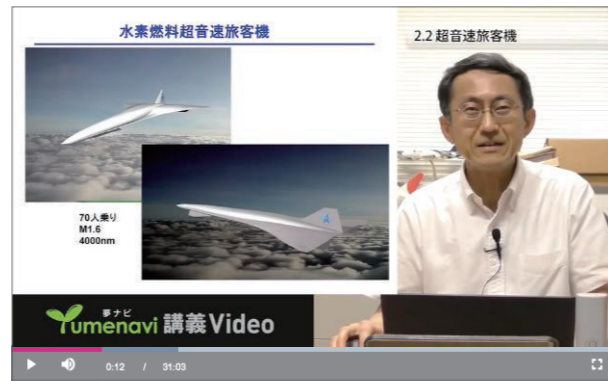 水素燃料超音速旅客機
2.2 超音速旅客機
70人乗り
M1.6
4000nm
夢ナビ
Yumenavi 講義Video
0:12 / 31:03